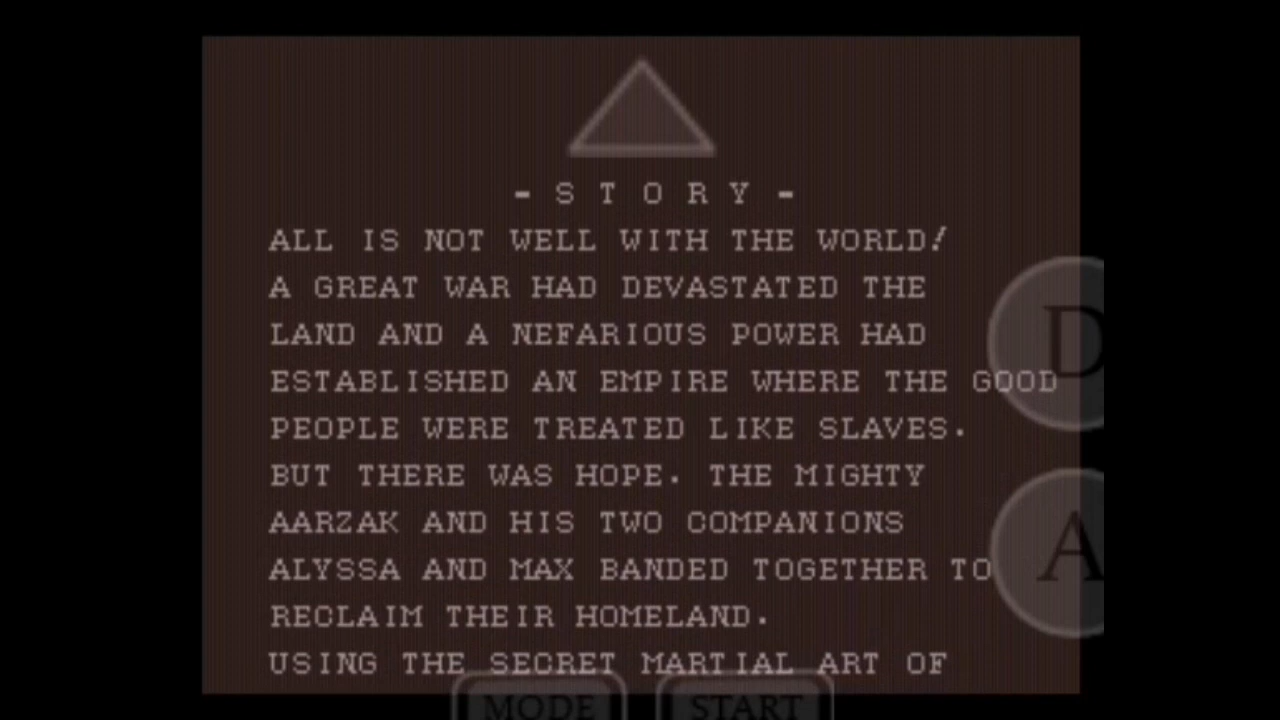 - S T O R Y -
ALL IS NOT WELL WITH THE WORLD!
A GREAT WAR HAD DEVASTATED THE
LAND AND A NEFARIOUS POWER HAD
ESTABLISHED AN EMPIRE WHERE THE GOOD
PEOPLE WERE TREATED LIKE SLAVES.
BUT THERE WAS HOPE. THE MIGHTY
AARZAK AND HIS TWO COMPANIONS
ALYSSA AND MAX BANDED TOGETHER TO
RECLAIM THEIR HOMELAND.
USING THE SECRET MARTIAL ART OF
D
A
MODE START